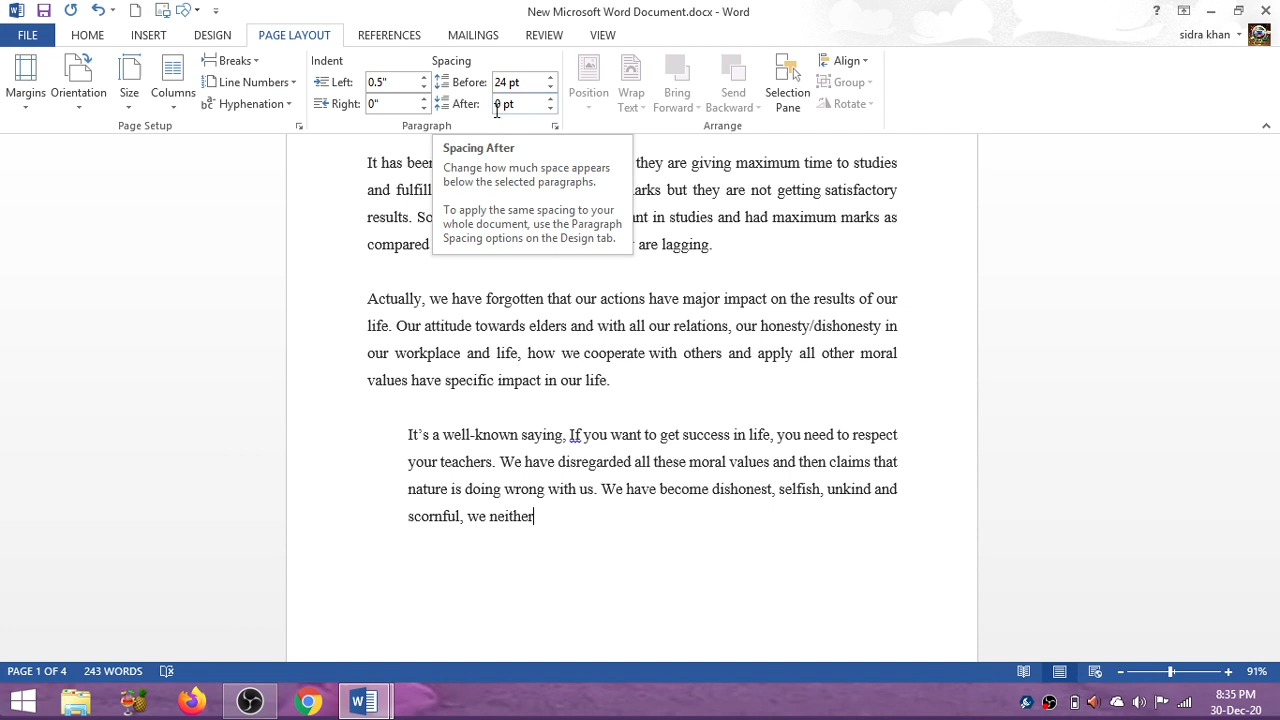 New Microsoft Word Document.docx - Word
FILE HOME INSERT DESIGN PAGE LAYOUT REFERENCES MAILINGS REVIEW VIEW sidra khan
Breaks Indent Spacing Align
Line Numbers Left: 0.5" Before: 24 pt Group
Margins Orientation Size Columns Position Wrap Text Bring Forward Send Backward Selection Pane
Hyphenation Right: 0" After: 0 pt Rotate
Page Setup Paragraph Arrange
Spacing After
Change how much space appears
below the selected paragraphs.
To apply the same spacing to your
whole document, use the Paragraph
Spacing options on the Design tab.
It has they are giving maximum time to studies
and but they are not getting satisfactory
results. in studies and had maximum marks as
compared are lagging.
Actually, we have forgotten that our actions have major impact on the results of our
life. Our attitude towards elders and with all our relations, our honesty/dishonesty in
our workplace and life, how we cooperate with others and apply all other moral
values have specific impact in our life.
It's a well-known saying, If you want to get success in life, you need to respect
your teachers. We have disregarded all these moral values and then claims that
nature is doing wrong with us. We have become dishonest, selfish, unkind and
scornful, we neither
PAGE 1 OF 4 243 WORDS 91%
8:35 PM
30-Dec-20